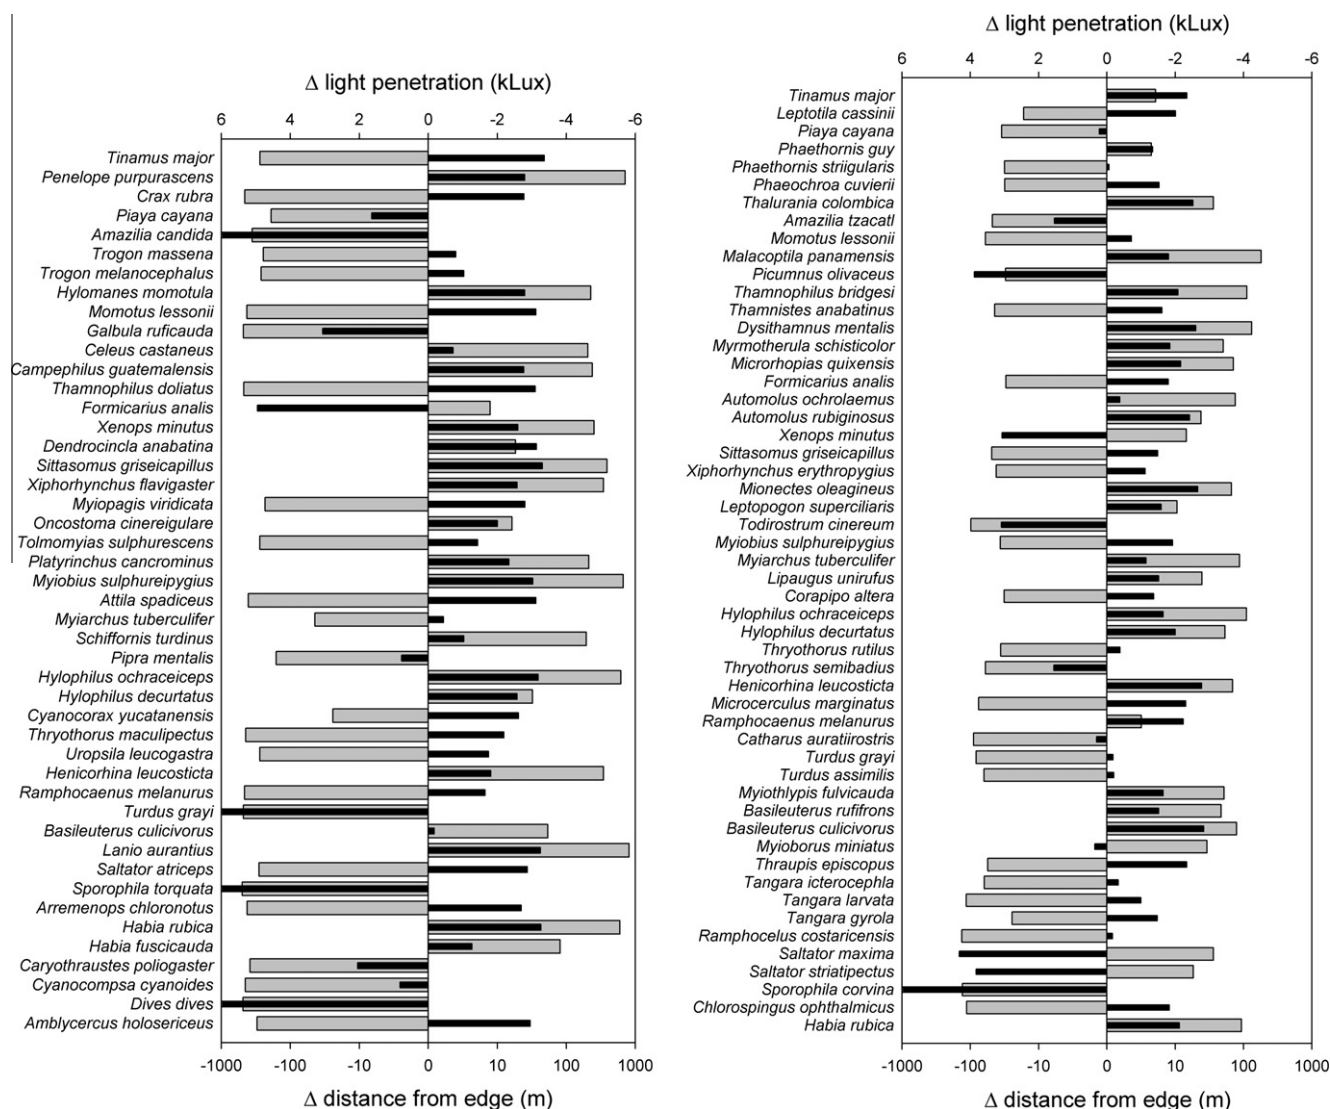 Δ light penetration (kLux)
6 4 2 0 -2 -4 -6
Tinamus major
Penelope purpurascens
Crax rubra
Piaya cayana
Amazilia candida
Trogon massena
Trogon melanocephalus
Hylomanes momotula
Momotus lessonii
Galbula ruficauda
Celeus castaneus
Campephilus guatemalensis
Thamnophilus doliatus
Formicarius analis
Xenops minutus
Dendrocincla anabatina
Sittasomus griseicapillus
Xiphorhynchus flavigaster
Myiopagis viridicata
Oncostoma cinereigulare
Tolmomyias sulphurescens
Platyrinchus cancrominus
Myiobius sulphureipygius
Attila spadiceus
Myiarchus tuberculifer
Schiffornis turdinus
Pipra mentalis
Hylophilus ochraceiceps
Hylophilus decurtatus
Cyanocorax yucatanensis
Thryothorus maculipectus
Uropsila leucogastra
Henicorhina leucosticta
Ramphocaenus melanurus
Turdus grayi
Basileuterus culicivorus
Lanio aurantius
Saltator atriceps
Sporophila torquata
Arremenops chloronotus
Habia rubica
Habia fuscicauda
Caryothraustes poliogaster
Cyanocompsa cyanoides
Dives dives
Amblycercus holosericeus
-1000 -100 -10 0 10 100 1000
Δ distance from edge (m)
Δ light penetration (kLux)
6 4 2 0 -2 -4 -6
Tinamus major
Leptotila cassinii
Piaya cayana
Phaethornis guy
Phaethornis striigularis
Phaeochroa cuvierii
Thalurania colombica
Amazilia tzacatl
Momotus lessonii
Malacoptila panamensis
Picumnus olivaceus
Thamnophilus bridgesi
Thamnistes anabatinus
Dysithamnus mentalis
Myrmotherula schisticolor
Microrhopias quixensis
Formicarius analis
Automolus ochrolaemus
Automolus rubiginosus
Xenops minutus
Sittasomus griseicapillus
Xiphorhynchus erythropygius
Mionectes oleagineus
Leptopogon superciliaris
Todirostrum cinereum
Myiobius sulphureipygius
Myiarchus tuberculifer
Lipaugus unirufus
Corapipo altera
Hylophilus ochraceiceps
Hylophilus decurtatus
Thryothorus rutilus
Thryothorus semibadius
Henicorhina leucosticta
Microcerculus marginatus
Ramphocaenus melanurus
Catharus auratiirostris
Turdus grayi
Turdus assimilis
Myiothlypis fulvicauda
Basileuterus rufifrons
Basileuterus culicivorus
Myioborus miniatus
Thraupis episcopus
Tangara icterocephla
Tangara larvata
Tangara gyrola
Ramphocelus costaricensis
Saltator maxima
Saltator striatipectus
Sporophila corvina
Chlorospingus ophthalmicus
Habia rubica
-1000 -100 -10 0 10 100 1000
Δ distance from edge (m)